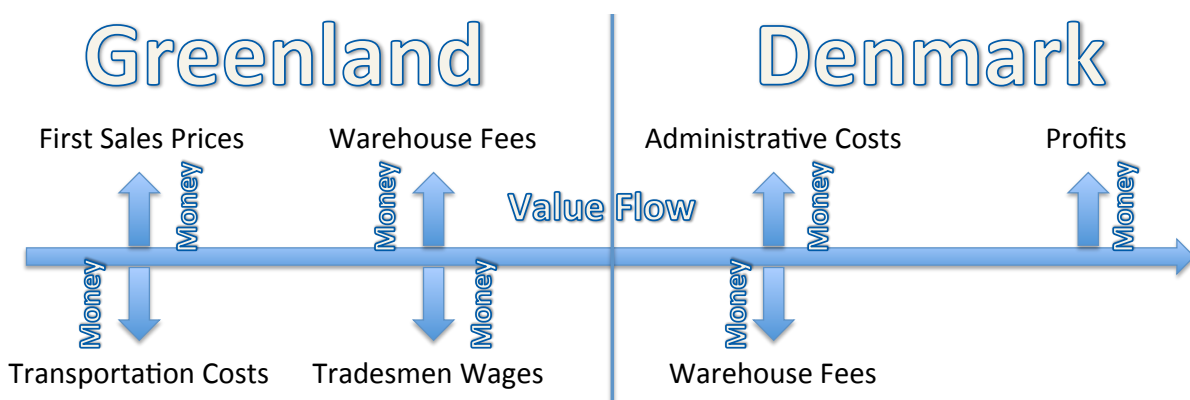 Greenland
Denmark
First Sales Prices
Warehouse Fees
Administrative Costs
Profits
Money
Money
Money
Money
Value Flow
Money
Money
Money
Transportation Costs
Tradesmen Wages
Warehouse Fees